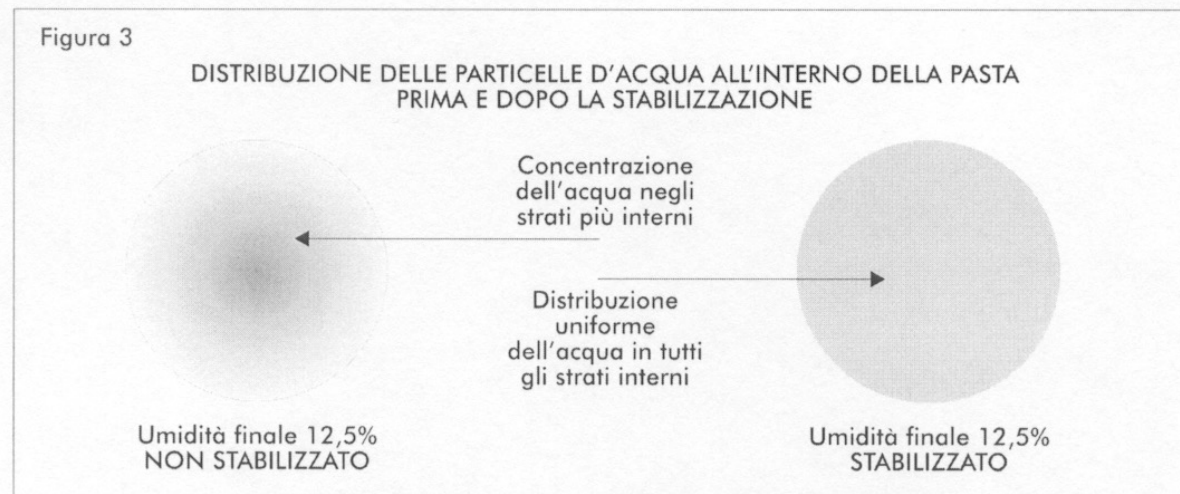 Figura 3
DISTRIBUZIONE DELLE PARTICELLE D'ACQUA ALL'INTERNO DELLA PASTA
PRIMA E DOPO LA STABILIZZAZIONE
Concentrazione
dell'acqua negli
strati più interni
Distribuzione
uniforme
dell'acqua in tutti
gli strati interni
Umidità finale 12,5%
NON STABILIZZATO
Umidità finale 12,5%
STABILIZZATO